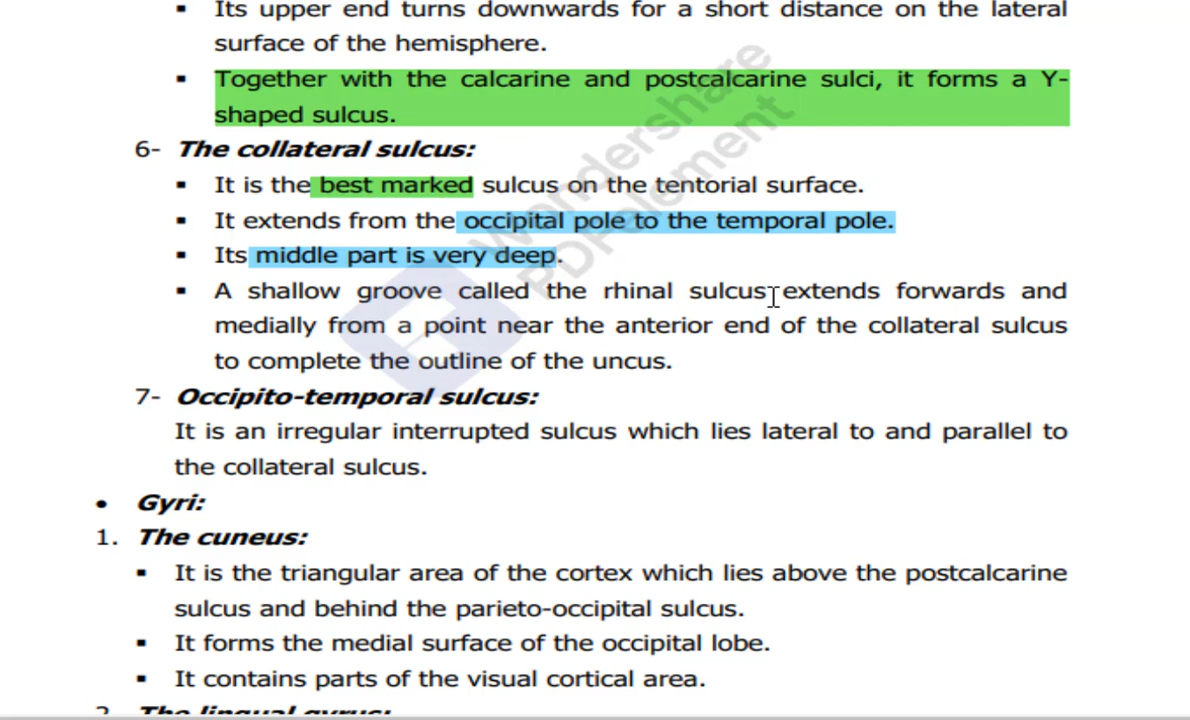 ▪ Its upper end turns downwards for a short distance on the lateral
surface of the hemisphere.
▪ Together with the calcarine and postcalcarine sulci, it forms a Y-
shaped sulcus.
6- The collateral sulcus:
▪ It is the best marked sulcus on the tentorial surface.
▪ It extends from the occipital pole to the temporal pole.
▪ Its middle part is very deep.
▪ A shallow groove called the rhinal sulcus extends forwards and
medially from a point near the anterior end of the collateral sulcus
to complete the outline of the uncus.
7- Occipito-temporal sulcus:
It is an irregular interrupted sulcus which lies lateral to and parallel to
the collateral sulcus.
• Gyri:
1. The cuneus:
▪ It is the triangular area of the cortex which lies above the postcalcarine
sulcus and behind the parieto-occipital sulcus.
▪ It forms the medial surface of the occipital lobe.
▪ It contains parts of the visual cortical area.
2. The lingual gyrus:
Wondershare
PDFelement